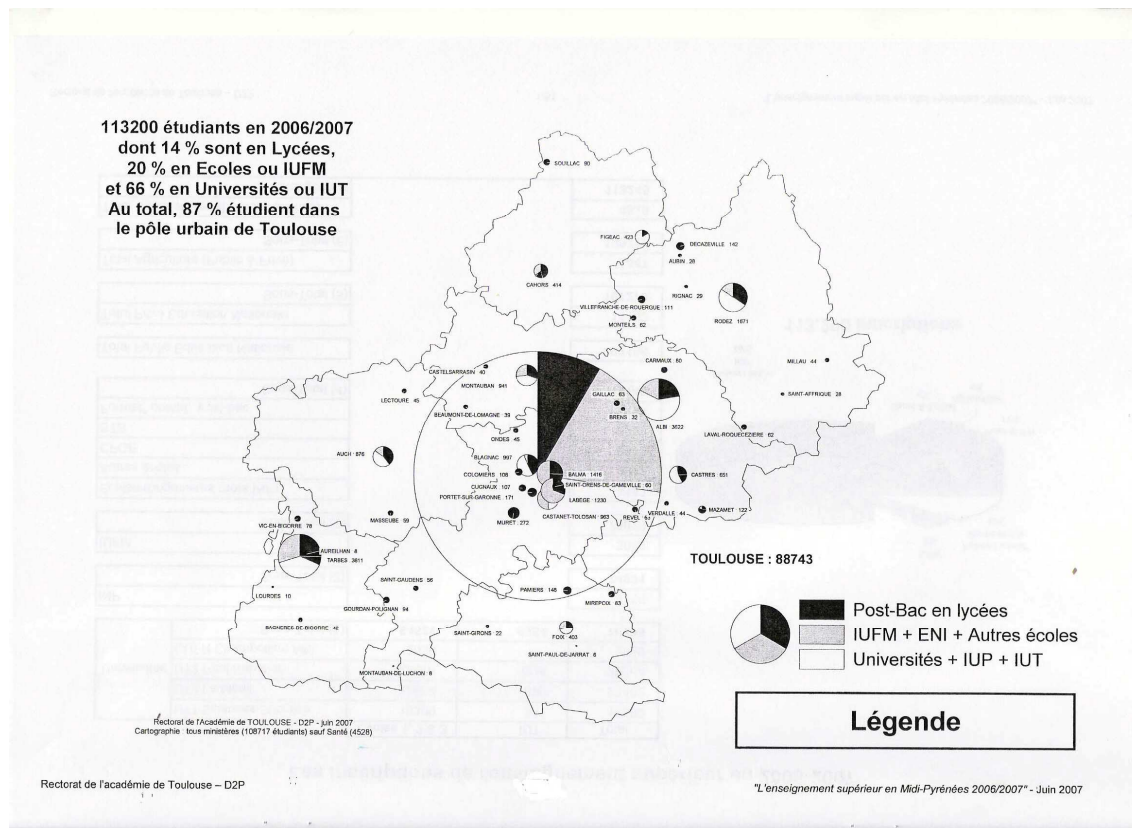 113200 étudiants en 2006/2007
dont 14 % sont en Lycées,
20 % en Ecoles ou IUFM
et 66 % en Universités ou IUT
Au total, 87 % étudient dans
le pôle urbain de Toulouse
SOUILLAC 90
FIGEAC 423
DECAZEVILLE 142
AUBIN 28
CAHORS 414
RIGNAC 29
VILLEFRANCHE-DE-ROUERGUE 111
RODEZ 1871
MONTEILS 62
CARMAUX 50
MILLAU 44
CASTELSARRASIN 40
MONTAUBAN 941
SAINT-AFFRIQUE 28
LECTOURE 45
GAILLAC 63
BEAUMONT-DE-LOMAGNE 39
BRENS 32
ALBI 3622
LAVAL-ROQUECEZIERE 62
ONDES 45
AUCH 876
BLAGNAC 997
COLOMIERS 108
BALMA 1416
CASTRES 651
CUGNAUX 107
SAINT-ORENS-DE-GAMEVILLE 60
PORTET-SUR-GARONNE 171
LABEGE 1230
MASSEUBE 59
MURET 272
CASTANET-TOLOSAN 963
REVEL
VERDALLE 44
MAZAMET 122
VIC-EN-BIGORRE 78
AUREILHAN 8
TARBES 3811
TOULOUSE : 88743
SAINT-GAUDENS 56
PAMIERS 148
LOURDES 10
GOURDAN-POLIGNAN 94
MIREPOIX 83
BAGNERES-DE-BIGORRE
SAINT-GIRONS 22
FOIX 403
SAINT-PAUL-DE-JARRAT 6
MONTAUBAN-DE-LUCHON 8
Post-Bac en lycées
IUFM + ENI + Autres écoles
Universités + IUP + IUT
Légende
Rectorat de l'Académie de TOULOUSE - D2P - juin 2007
Cartographie : tous ministères (108717 étudiants) sauf Santé (4528)
Rectorat de l'académie de Toulouse – D2P
"L'enseignement supérieur en Midi-Pyrénées 2006/2007" - Juin 2007